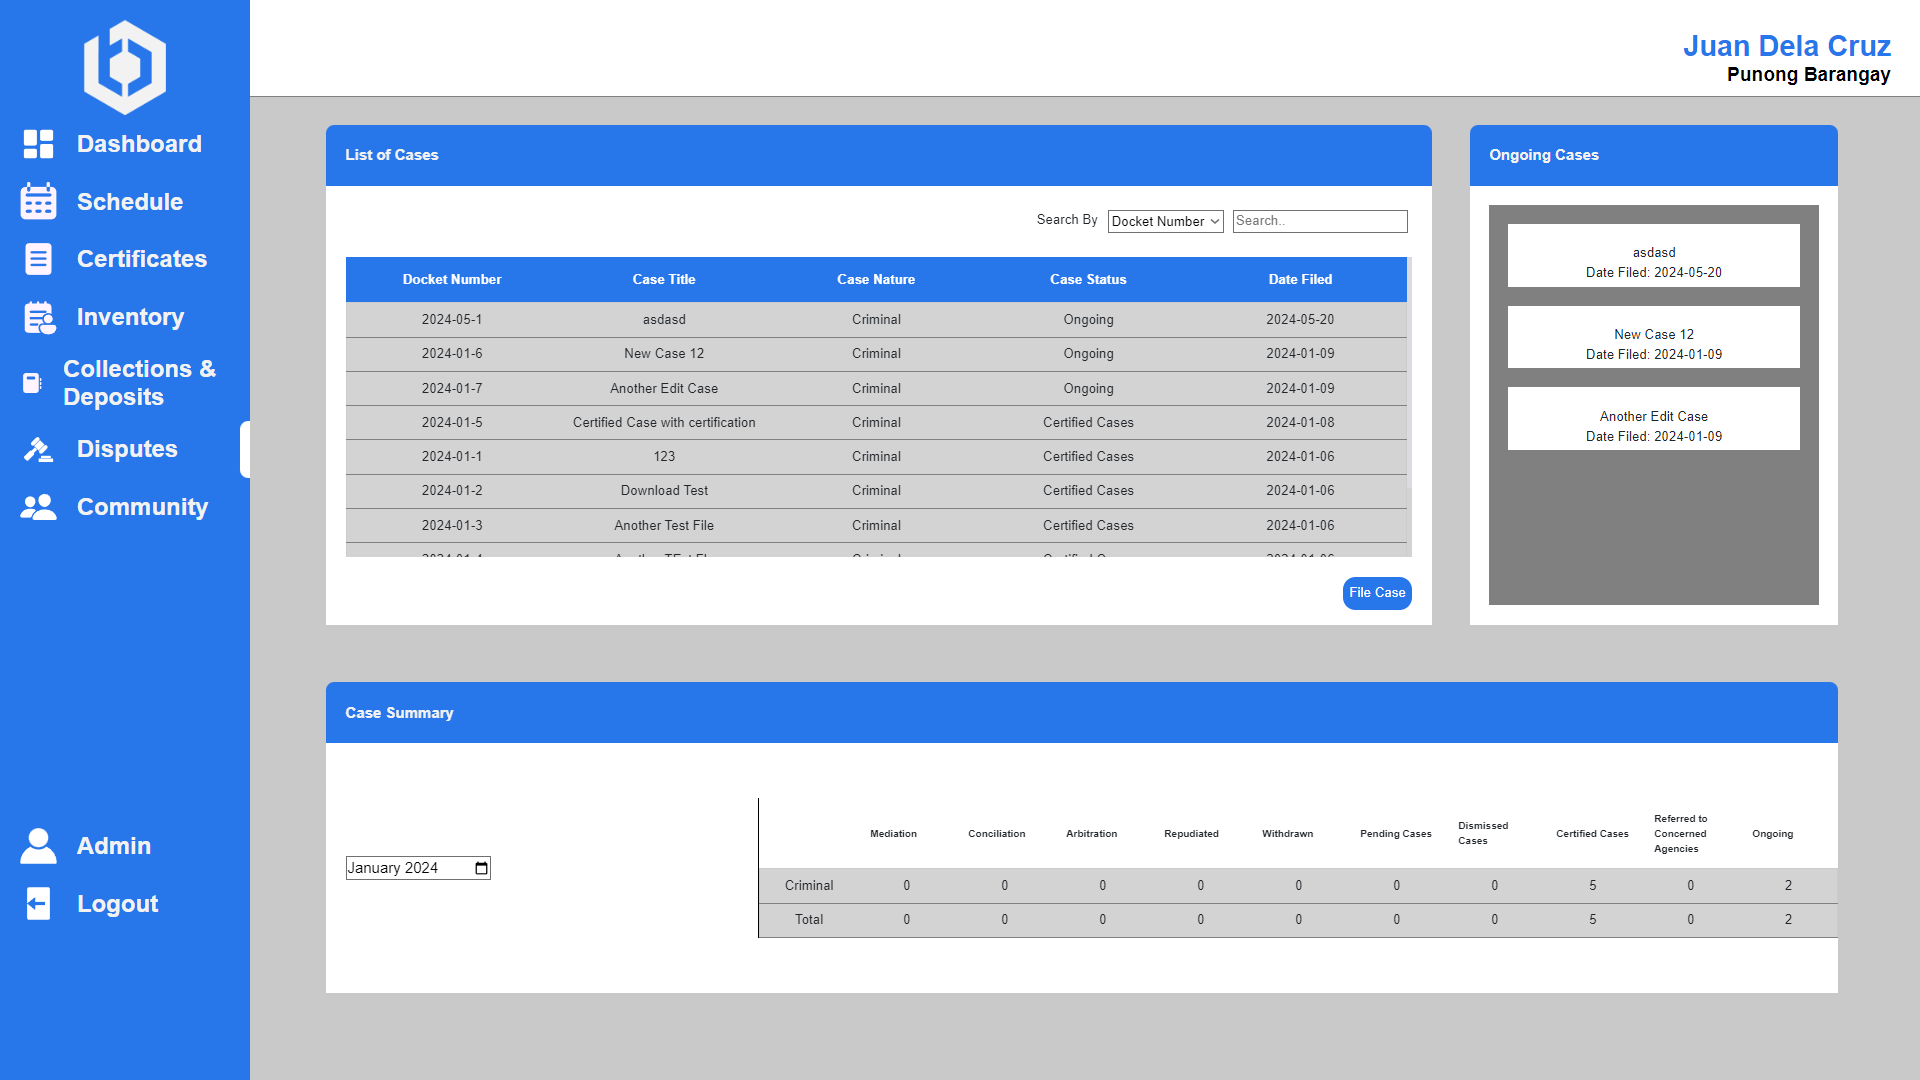 Juan Dela Cruz
Punong Barangay
Dashboard
Schedule
Certificates
Inventory
Collections &
Deposits
Disputes
Community
Admin
Logout
List of Cases
Search By Docket Number Search..
Docket Number Case Title Case Nature Case Status Date Filed
2024-05-1 asdasd Criminal Ongoing 2024-05-20
2024-01-6 New Case 12 Criminal Ongoing 2024-01-09
2024-01-7 Another Edit Case Criminal Ongoing 2024-01-09
2024-01-5 Certified Case with certification Criminal Certified Cases 2024-01-08
2024-01-1 123 Criminal Certified Cases 2024-01-06
2024-01-2 Download Test Criminal Certified Cases 2024-01-06
2024-01-3 Another Test File Criminal Certified Cases 2024-01-06
File Case
Ongoing Cases
asdasd
Date Filed: 2024-05-20
New Case 12
Date Filed: 2024-01-09
Another Edit Case
Date Filed: 2024-01-09
Case Summary
January 2024
Mediation Conciliation Arbitration Repudiated Withdrawn Pending Cases Dismissed Cases Certified Cases Referred to Concerned Agencies Ongoing
Criminal 0 0 0 0 0 0 0 5 0 2
Total 0 0 0 0 0 0 0 5 0 2